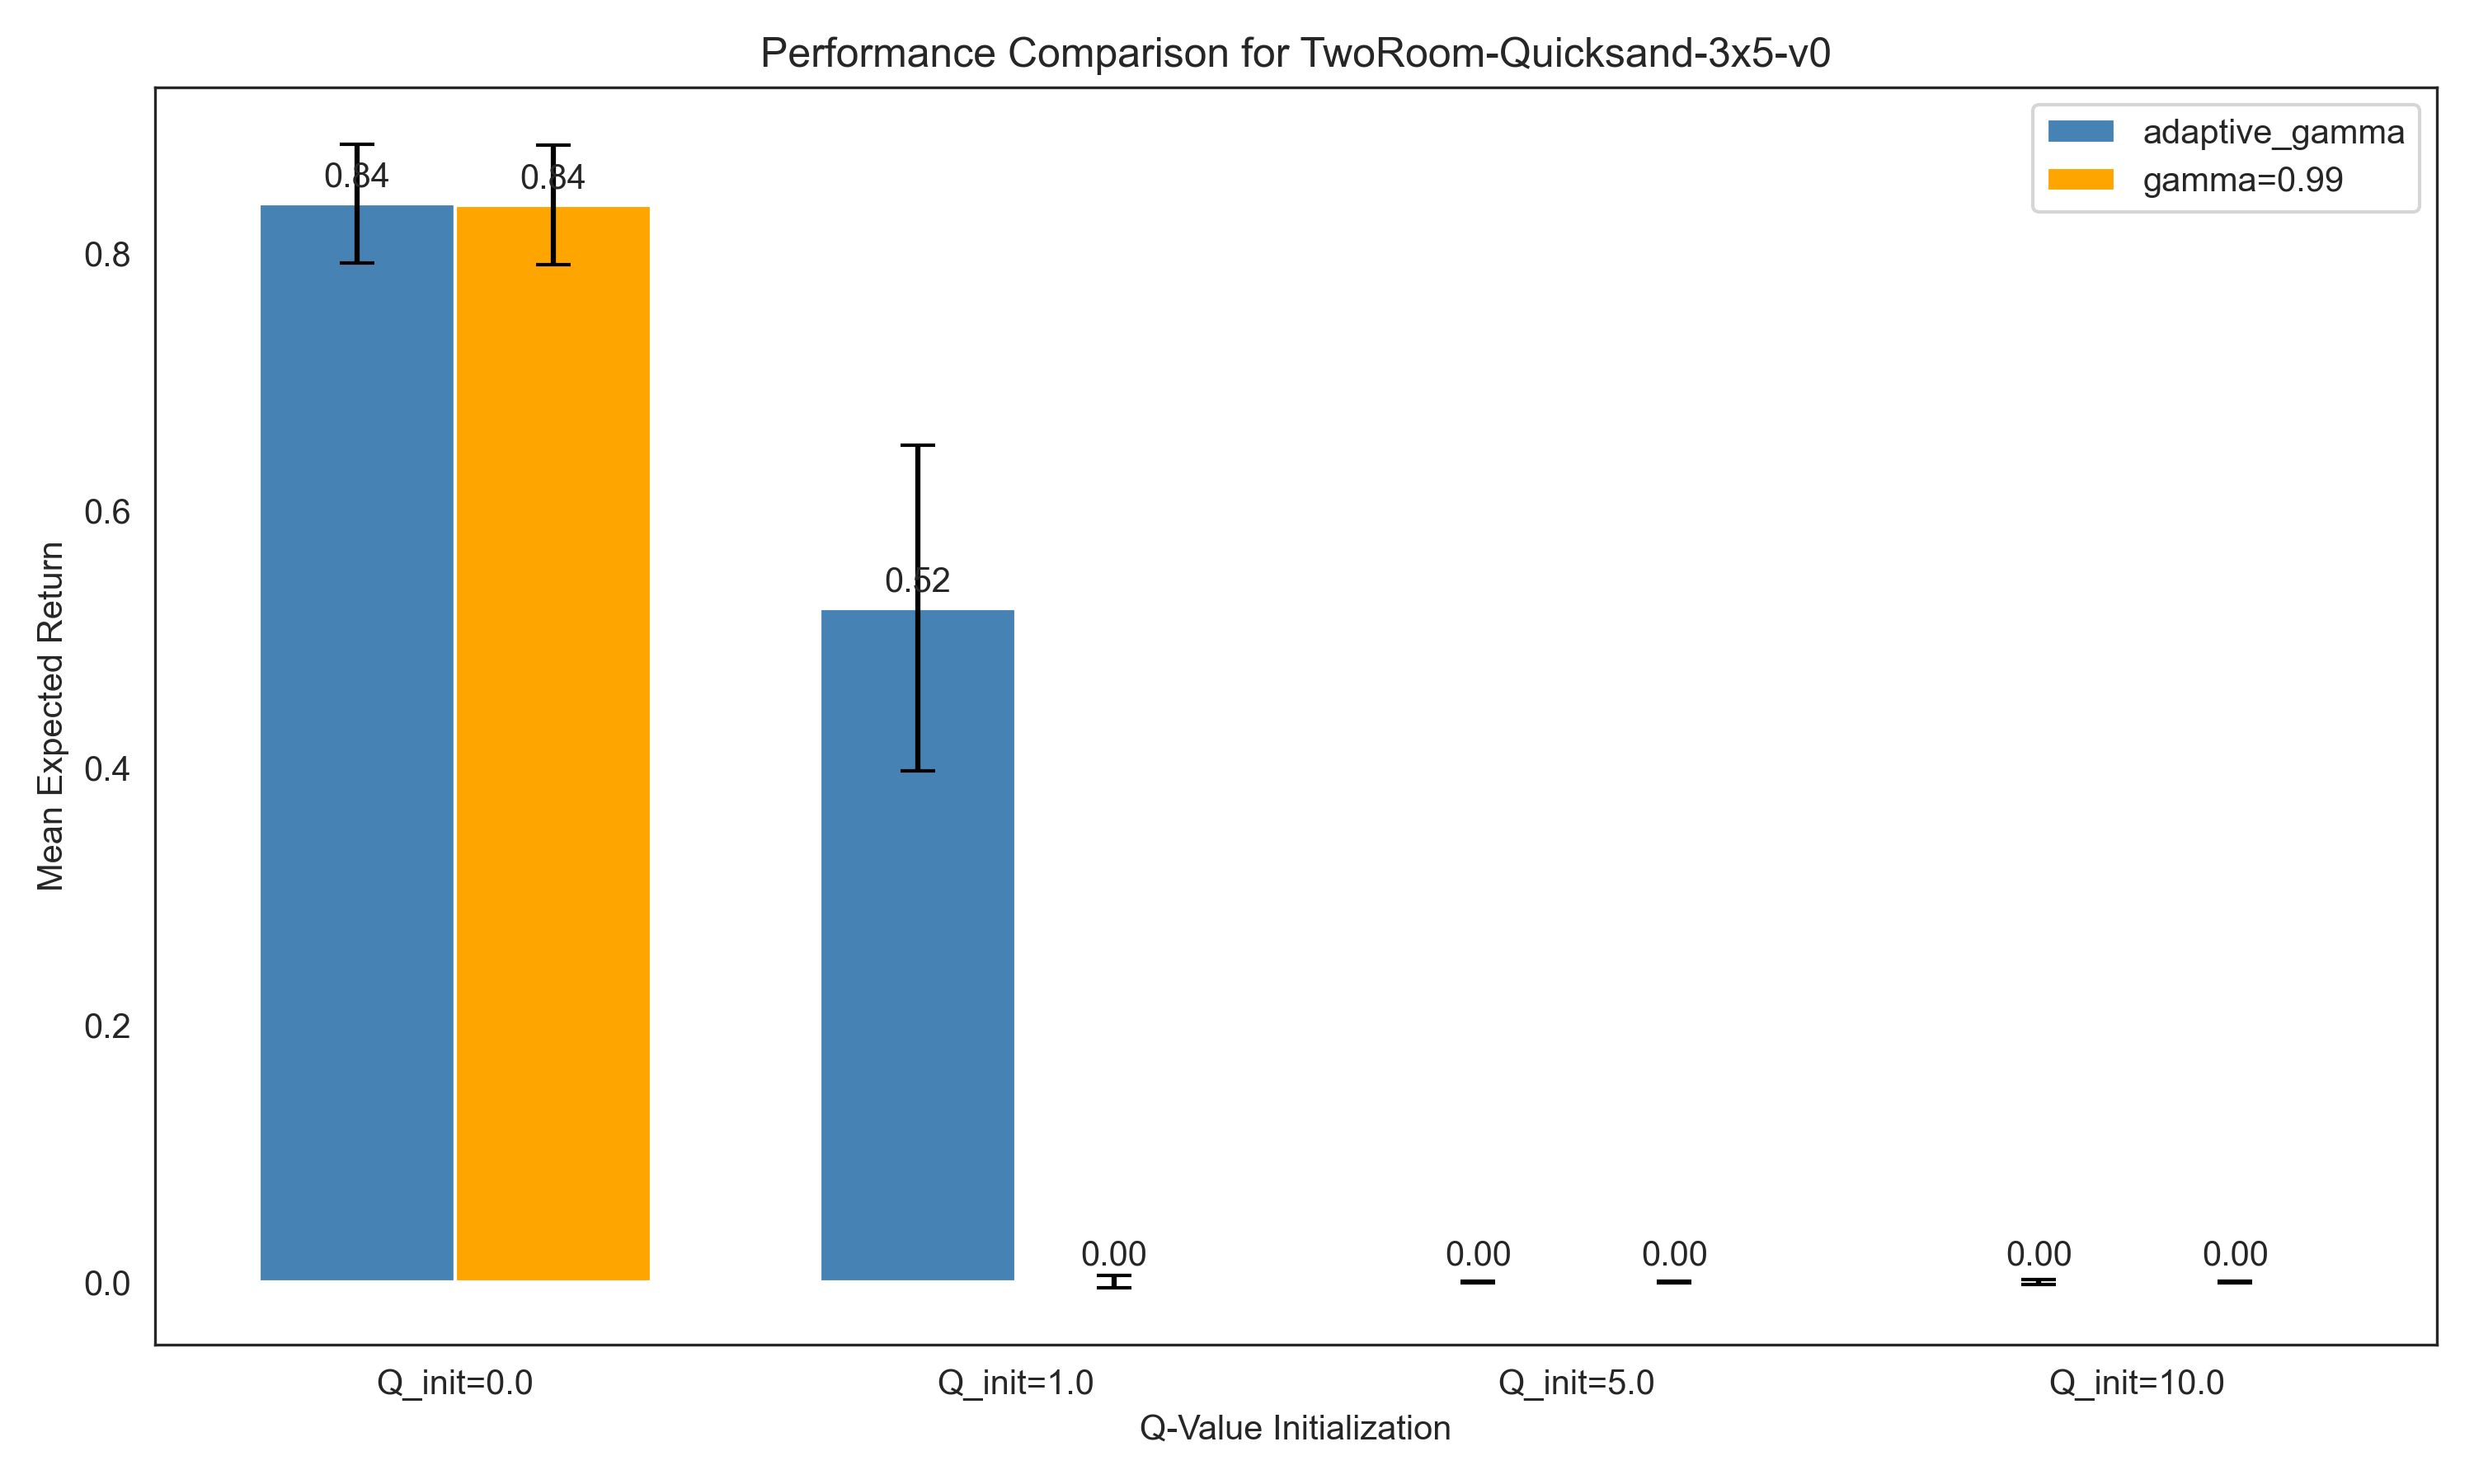 Performance Comparison for TwoRoom-Quicksand-3x5-v0
adaptive_gamma
gamma=0.99
Mean Expected Return
0.8
0.6
0.4
0.2
0.0
0.84
0.84
0.52
0.00
0.00
0.00
0.00
0.00
Q_init=0.0
Q_init=1.0
Q_init=5.0
Q_init=10.0
Q-Value Initialization